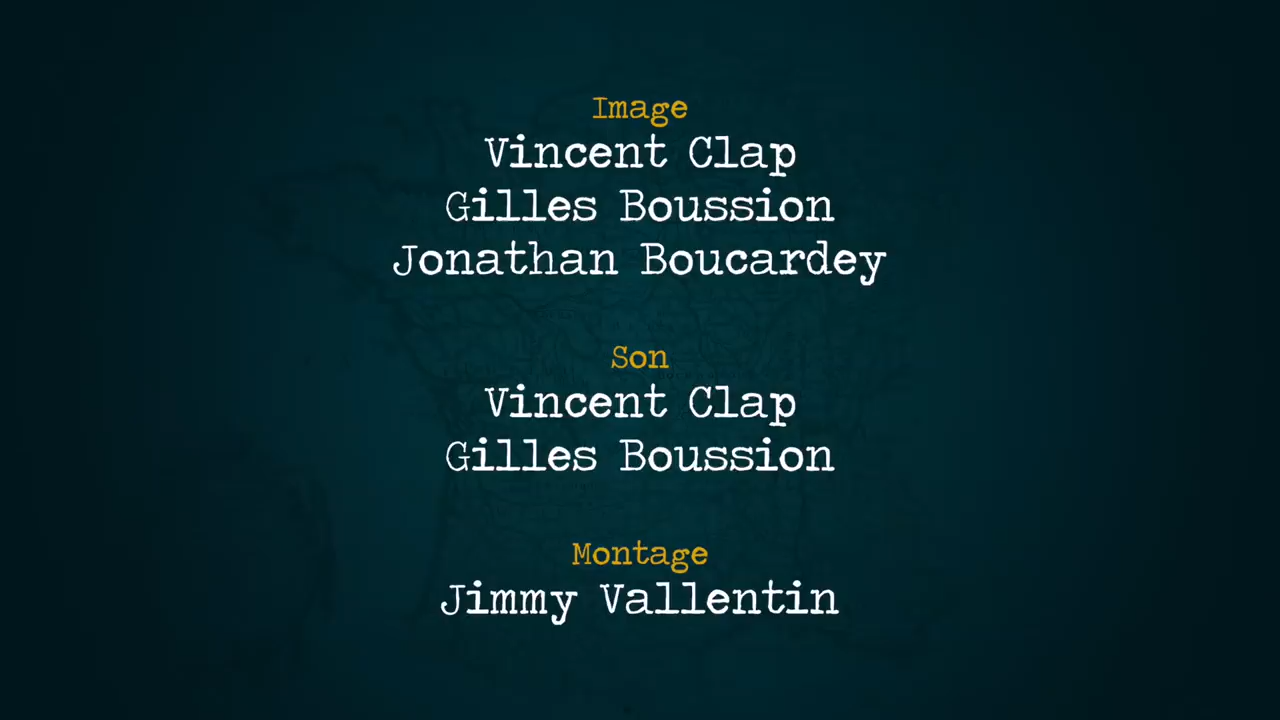 Image
Vincent Clap
Gilles Boussion
Jonathan Boucardey
Son
Vincent Clap
Gilles Boussion
Montage
Jimmy Vallentin